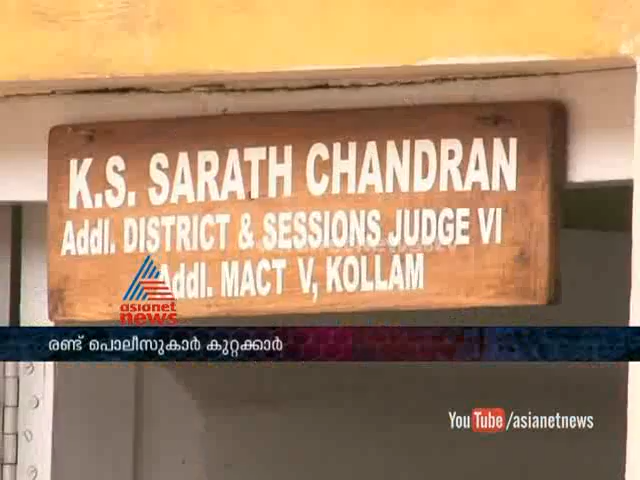 K.S. SARATH CHANDRAN
Addl. DISTRICT & SESSIONS JUDGE VI
Addl. MACT V, KOLLAM
asianet
news
രണ്ട് പൊലീസുകാർ കുറ്റക്കാർ
YouTube/asianetnews